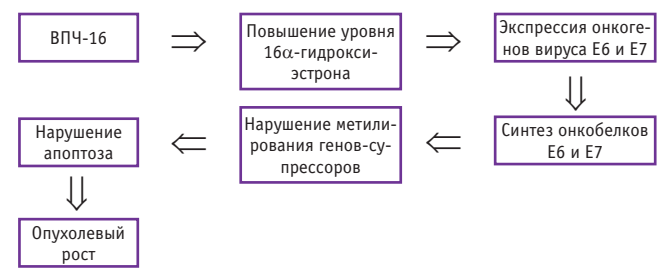 ВПЧ-16
Повышение уровня
16α-гидрокси-
эстрона
Экспрессия онкоге-
нов вируса Е6 и Е7
Синтез онкобелков
Е6 и Е7
Нарушение метили-
рования генов-су-
прессоров
Нарушение
апоптоза
Опухолевый
рост